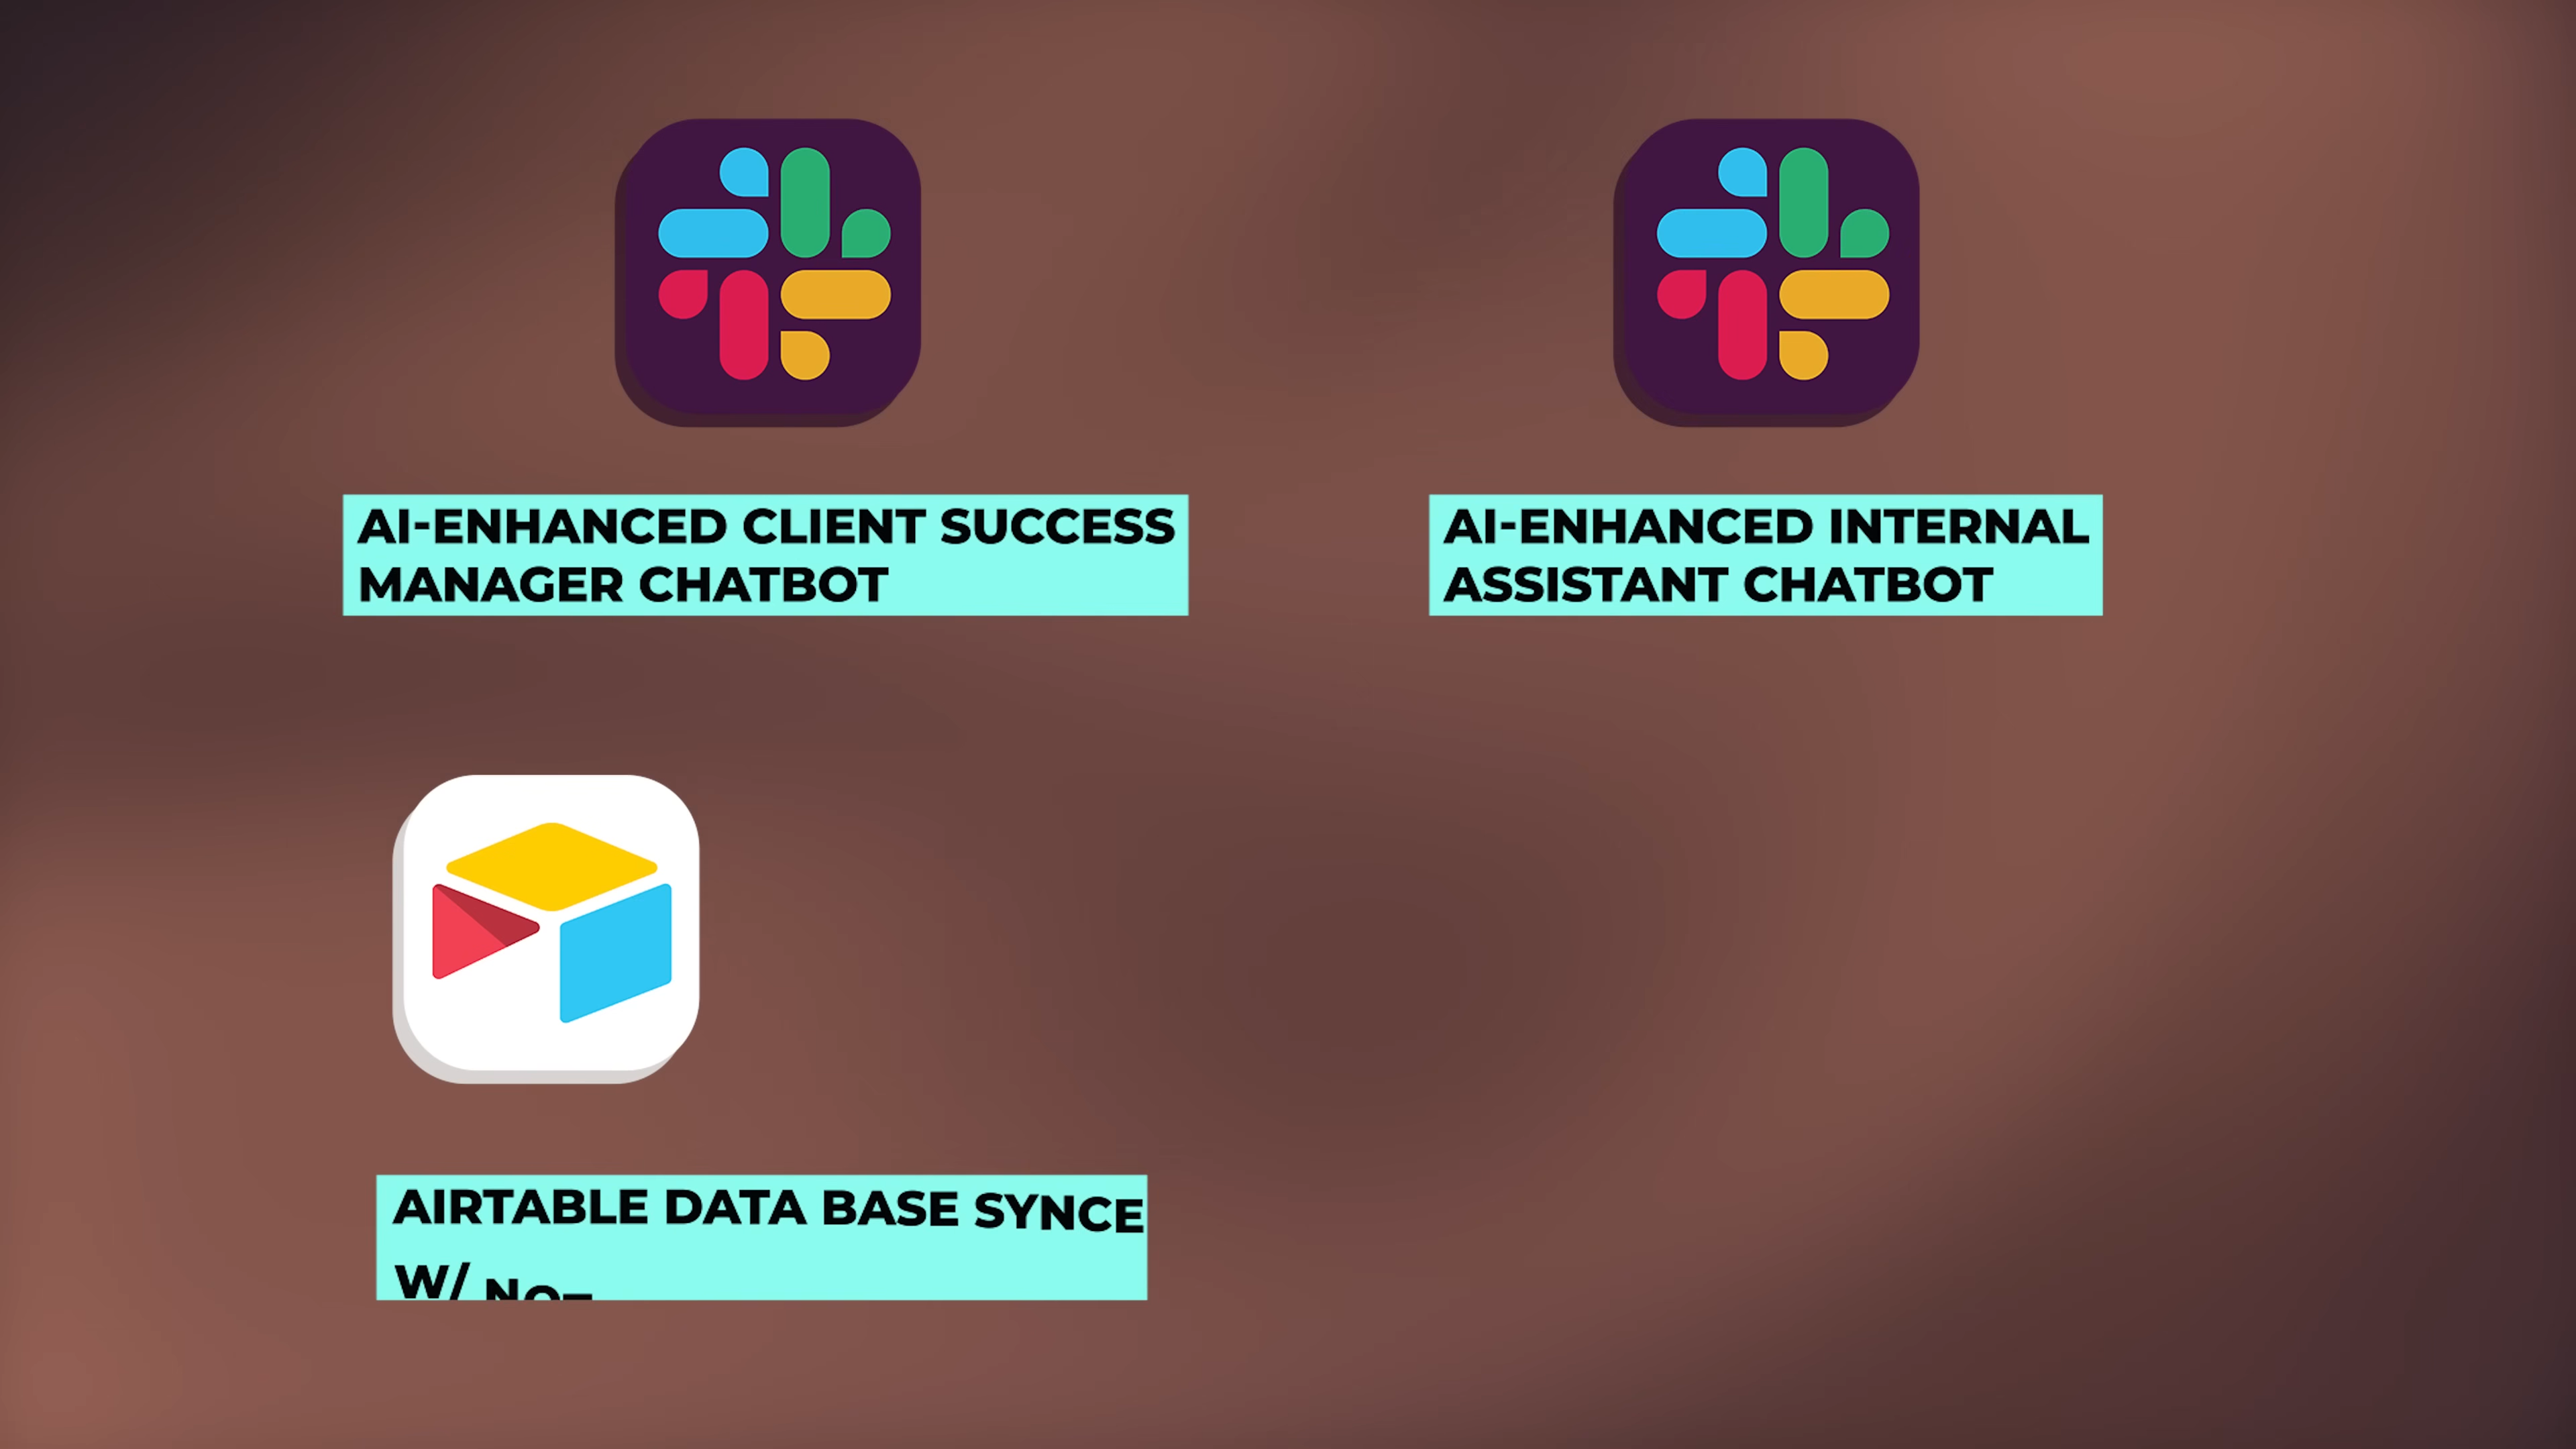 AI-ENHANCED CLIENT SUCCESS
MANAGER CHATBOT
AI-ENHANCED INTERNAL
ASSISTANT CHATBOT
AIRTABLE DATA BASE SYNCE
W/